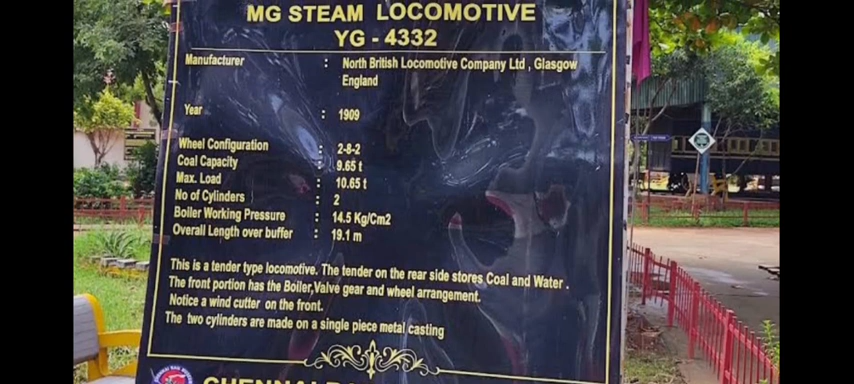 MG STEAM LOCOMOTIVE
YG - 4332
Manufacturer : North British Locomotive Company Ltd , Glasgow
England
Year : 1909
Wheel Configuration : 2-8-2
Coal Capacity : 9.65 t
Max. Load : 10.65 t
No of Cylinders : 2
Boiler Working Pressure : 14.5 Kg/Cm2
Overall Length over buffer : 19.1 m
This is a tender type locomotive. The tender on the rear side stores Coal and Water .
The front portion has the Boiler,Valve gear and wheel arrangement.
Notice a wind cutter on the front.
The two cylinders are made on a single piece metal casting
CHENNAI